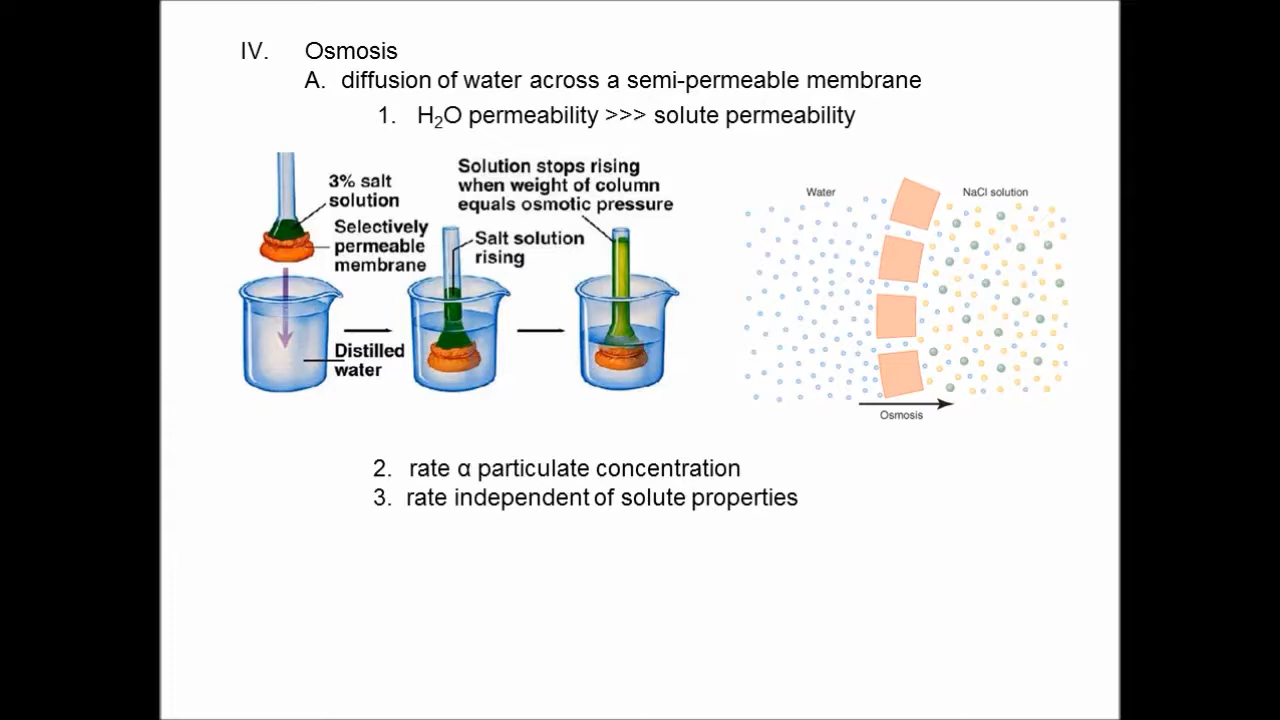 IV. Osmosis
A. diffusion of water across a semi-permeable membrane
1. H₂O permeability >>> solute permeability
3% salt
solution
Selectively
permeable
membrane
Distilled
water
Salt solution
rising
Solution stops rising
when weight of column
equals osmotic pressure
Water
NaCl solution
Osmosis
2. rate α particulate concentration
3. rate independent of solute properties